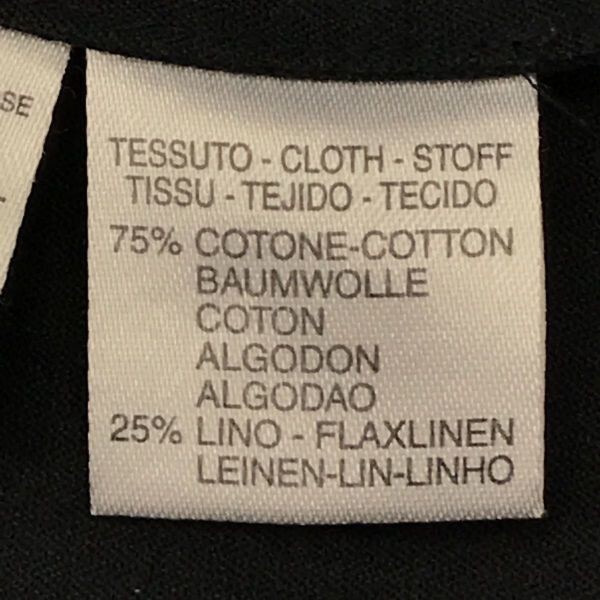 SE
TESSUTO - CLOTH - STOFF
TISSU - TEJIDO - TECIDO
75% COTONE-COTTON
BAUMWOLLE
COTON
ALGODON
ALGODAO
25% LINO - FLAXLINEN
LEINEN-LIN-LINHO